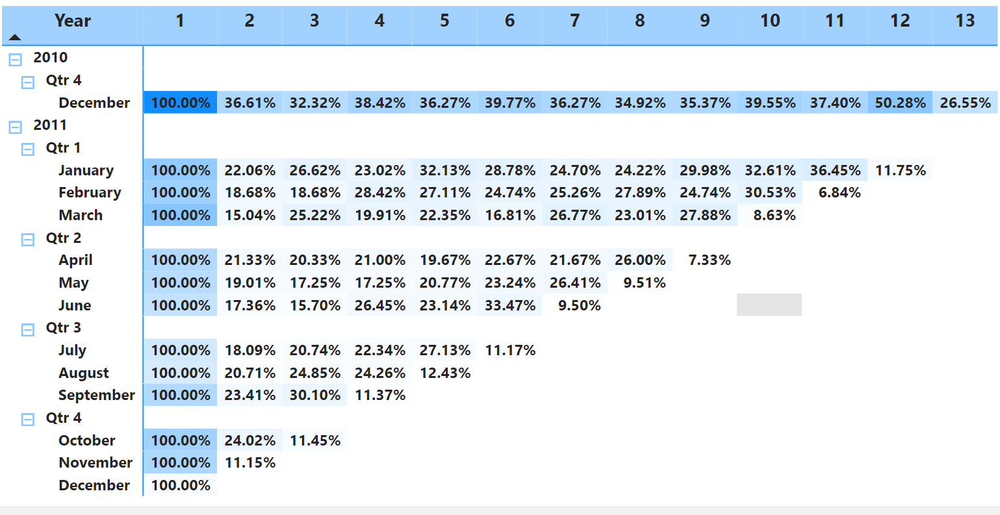 Year 1 2 3 4 5 6 7 8 9 10 11 12 13
2010
Qtr 4
December 100.00% 36.61% 32.32% 38.42% 36.27% 39.77% 36.27% 34.92% 35.37% 39.55% 37.40% 50.28% 26.55%
2011
Qtr 1
January 100.00% 22.06% 26.62% 23.02% 32.13% 28.78% 24.70% 24.22% 29.98% 32.61% 36.45% 11.75%
February 100.00% 18.68% 18.68% 28.42% 27.11% 24.74% 25.26% 27.89% 24.74% 30.53% 6.84%
March 100.00% 15.04% 25.22% 19.91% 22.35% 16.81% 26.77% 23.01% 27.88% 8.63%
Qtr 2
April 100.00% 21.33% 20.33% 21.00% 19.67% 22.67% 21.67% 26.00% 7.33%
May 100.00% 19.01% 17.25% 17.25% 20.77% 23.24% 26.41% 9.51%
June 100.00% 17.36% 15.70% 26.45% 23.14% 33.47% 9.50%
Qtr 3
July 100.00% 18.09% 20.74% 22.34% 27.13% 11.17%
August 100.00% 20.71% 24.85% 24.26% 12.43%
September 100.00% 23.41% 30.10% 11.37%
Qtr 4
October 100.00% 24.02% 11.45%
November 100.00% 11.15%
December 100.00%